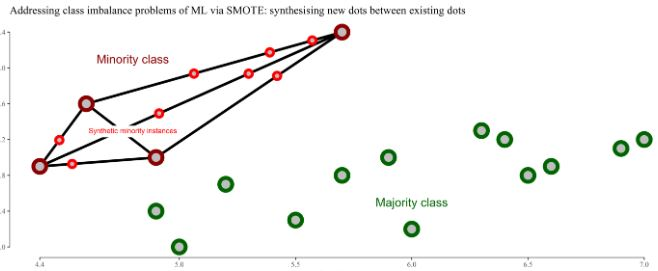 Addressing class imbalance problems of ML via SMOTE: synthesising new dots between existing dots
Minority class
Synthetic minority instances
Majority class
4.4
5.0
5.5
6.0
6.5
7.0